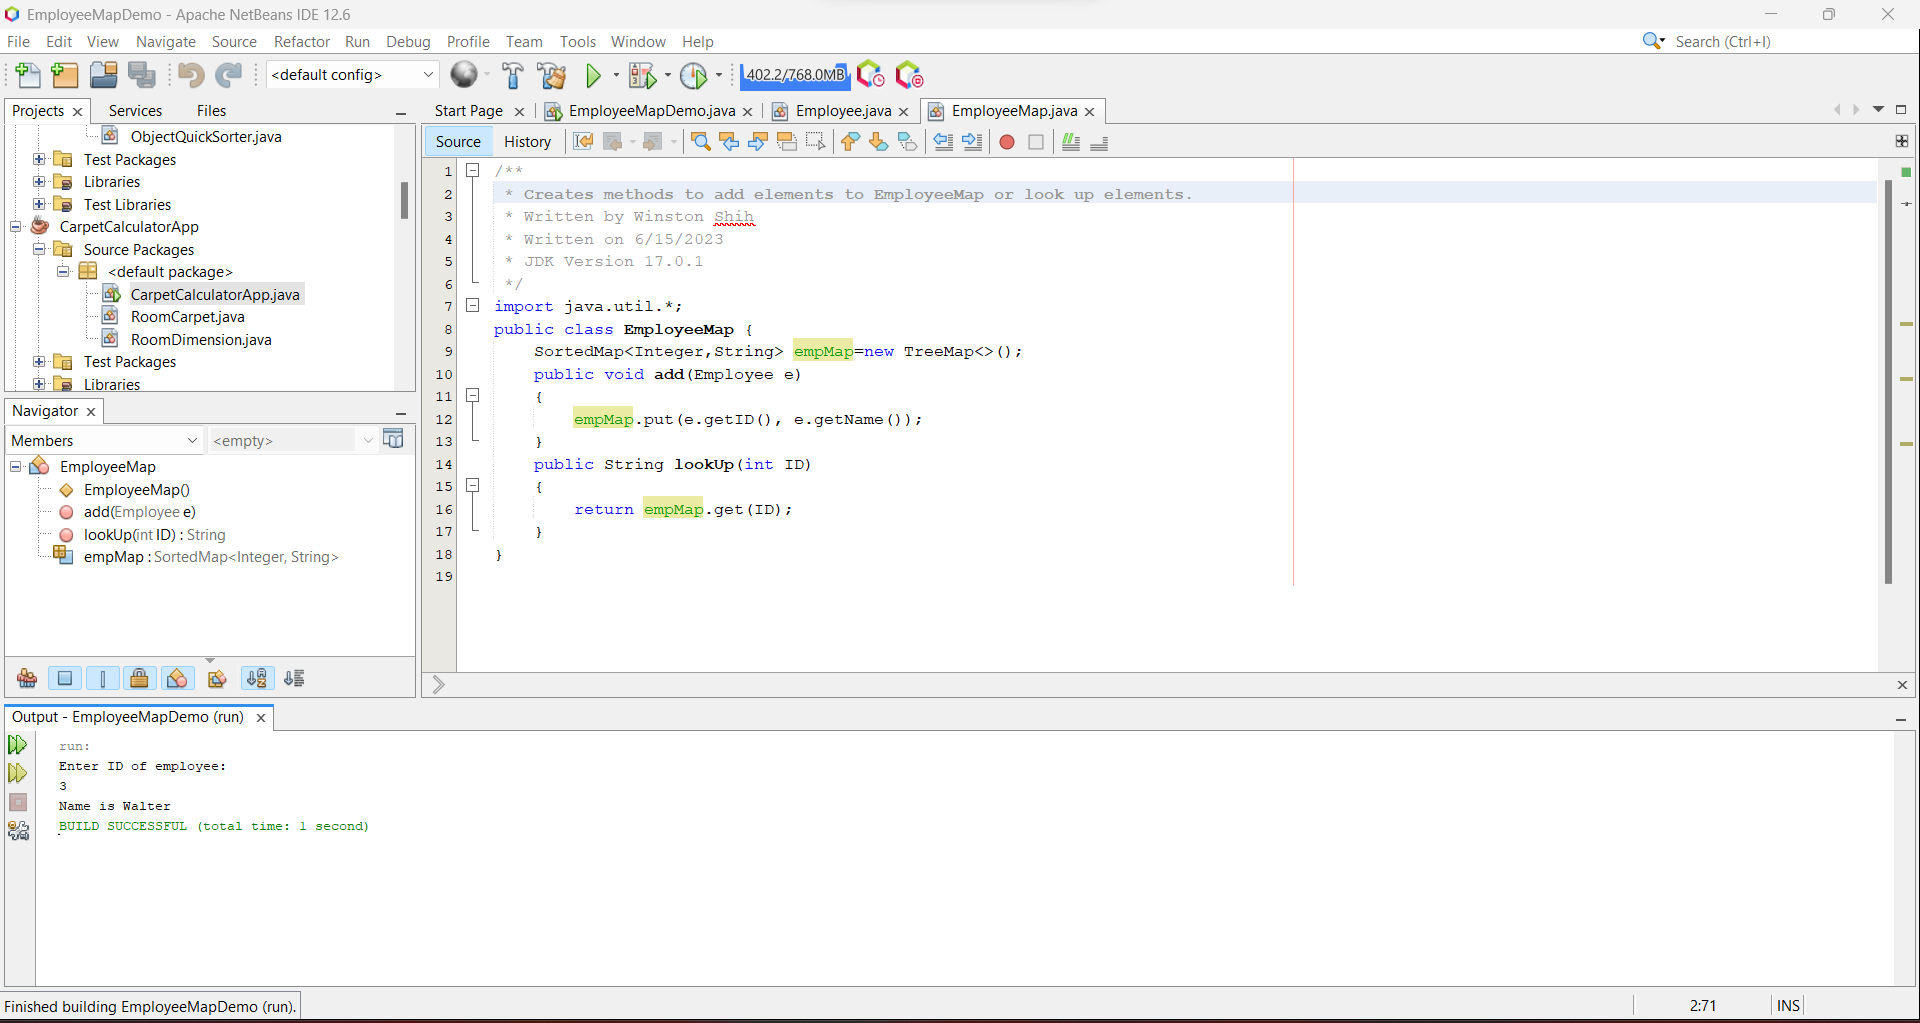 EmployeeMapDemo - Apache NetBeans IDE 12.6
File Edit View Navigate Source Refactor Run Debug Profile Team Tools Window Help
Search (Ctrl+I)
<default config>
402.2/768.0MB
Projects Services Files
ObjectQuickSorter.java
Test Packages
Libraries
Test Libraries
CarpetCalculatorApp
Source Packages
<default package>
CarpetCalculatorApp.java
RoomCarpet.java
RoomDimension.java
Test Packages
Libraries
Navigator
Members
<empty>
EmployeeMap
EmployeeMap()
add(Employee e)
lookUp(int ID) : String
empMap : SortedMap<Integer, String>
Start Page EmployeeMapDemo.java Employee.java EmployeeMap.java
Source History
1 /**
2 * Creates methods to add elements to EmployeeMap or look up elements.
3 * Written by Winston Shih
4 * Written on 6/15/2023
5 * JDK Version 17.0.1
6 */
7 import java.util.*;
8 public class EmployeeMap {
9 SortedMap<Integer,String> empMap=new TreeMap<>();
10 public void add(Employee e)
11 {
12 empMap.put(e.getID(), e.getName());
13 }
14 public String lookUp(int ID)
15 {
16 return empMap.get(ID);
17 }
18 }
19
Output - EmployeeMapDemo (run)
run:
Enter ID of employee:
3
Name is Walter
BUILD SUCCESSFUL (total time: 1 second)
Finished building EmployeeMapDemo (run).
2:71
INS